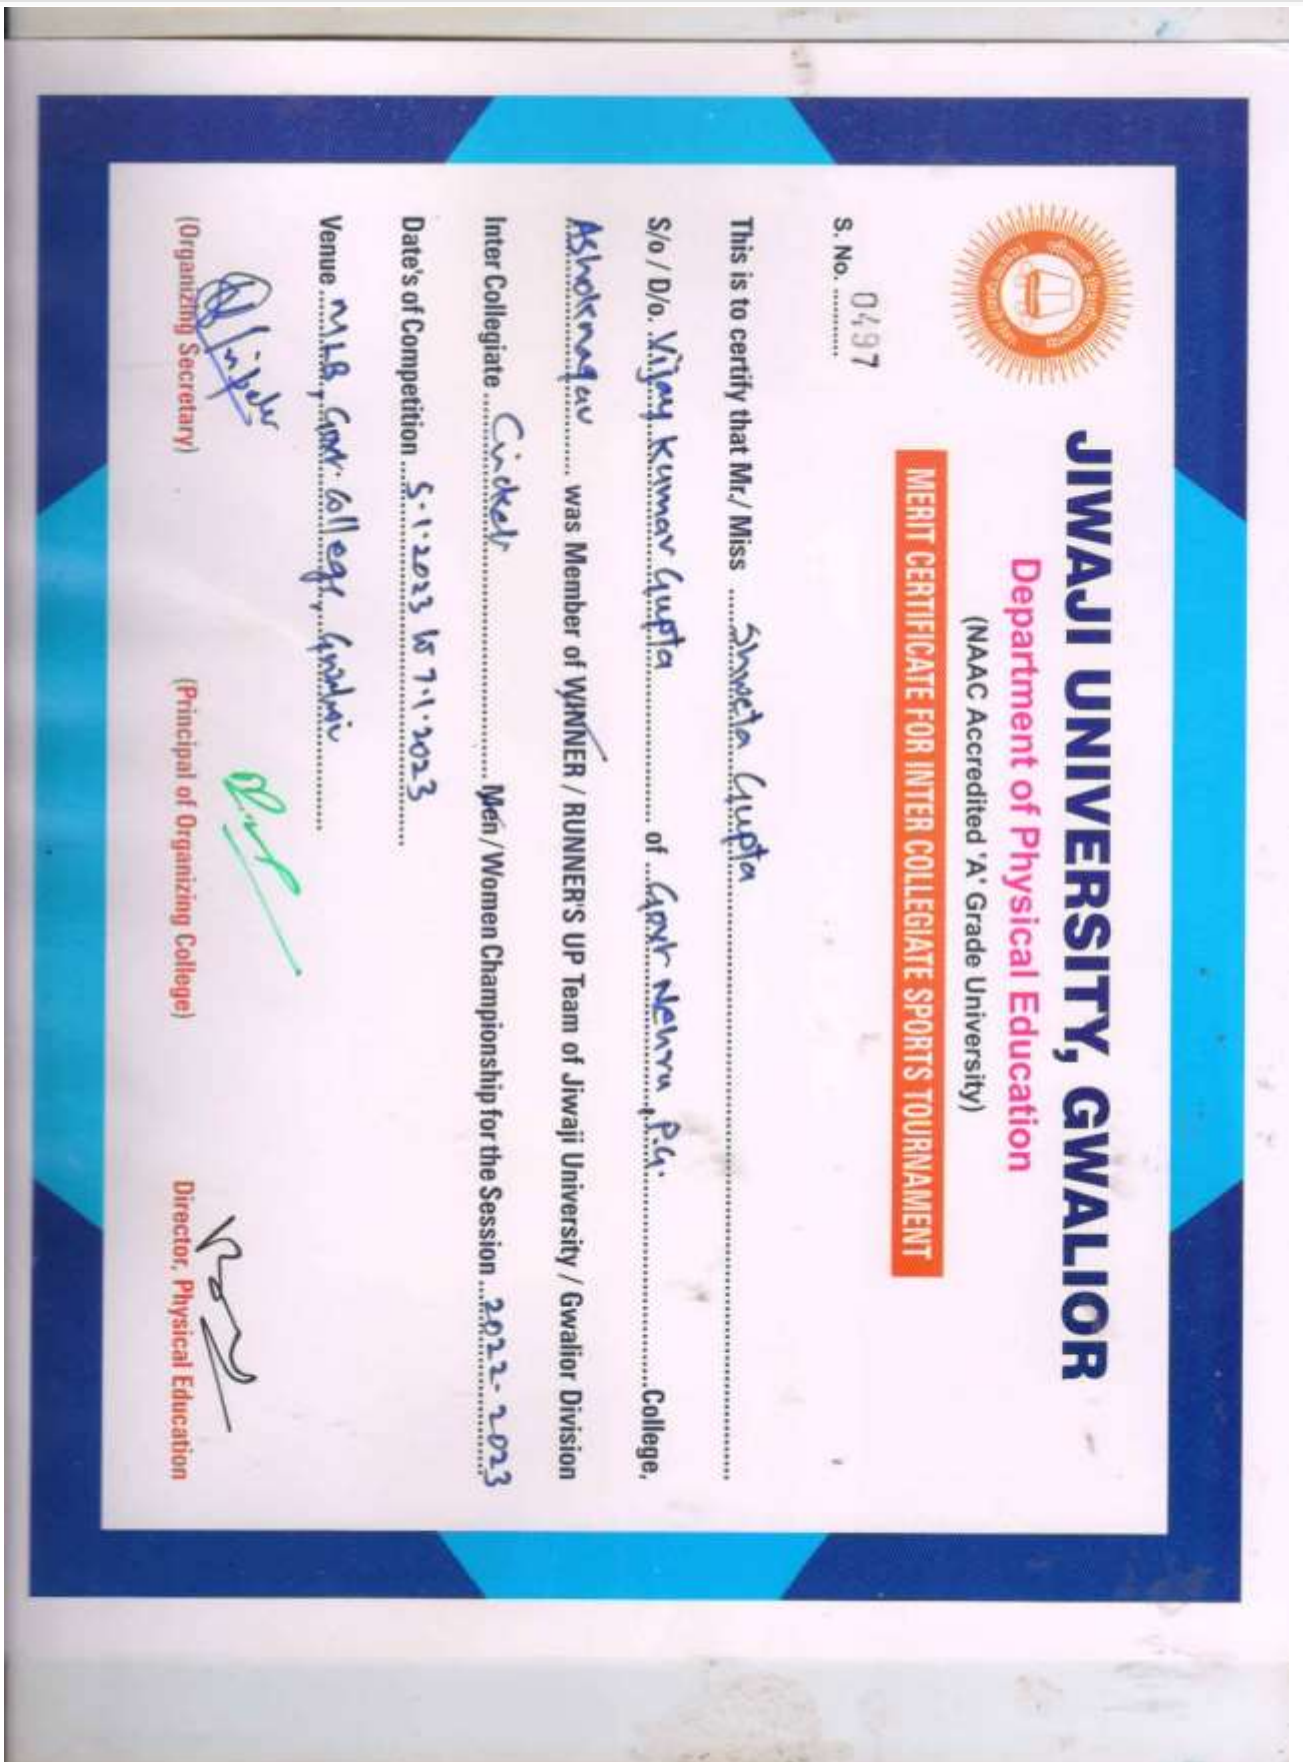 JIWAJI UNIVERSITY, GWALIOR
Department of Physical Education
(NAAC Accredited 'A' Grade University)
MERIT CERTIFICATE FOR INTER COLLEGIATE SPORTS TOURNAMENT
S. No. 0497
This is to certify that Mr./ Miss Shweta Gupta
S/o / D/o. Vijay Kumar Gupta of Govt Nehru, P.G. College,
Ashoknagar was Member of WINNER / RUNNER'S UP Team of Jiwaji University / Gwalior Division
Inter Collegiate Cricket Men / Women Championship for the Session 2022-2023
Date's of Competition 5.1.2023 to 7.1.2023
Venue MLB, Govt. College, Gwalior
(Organizing Secretary) (Principal of Organizing College) Director, Physical Education